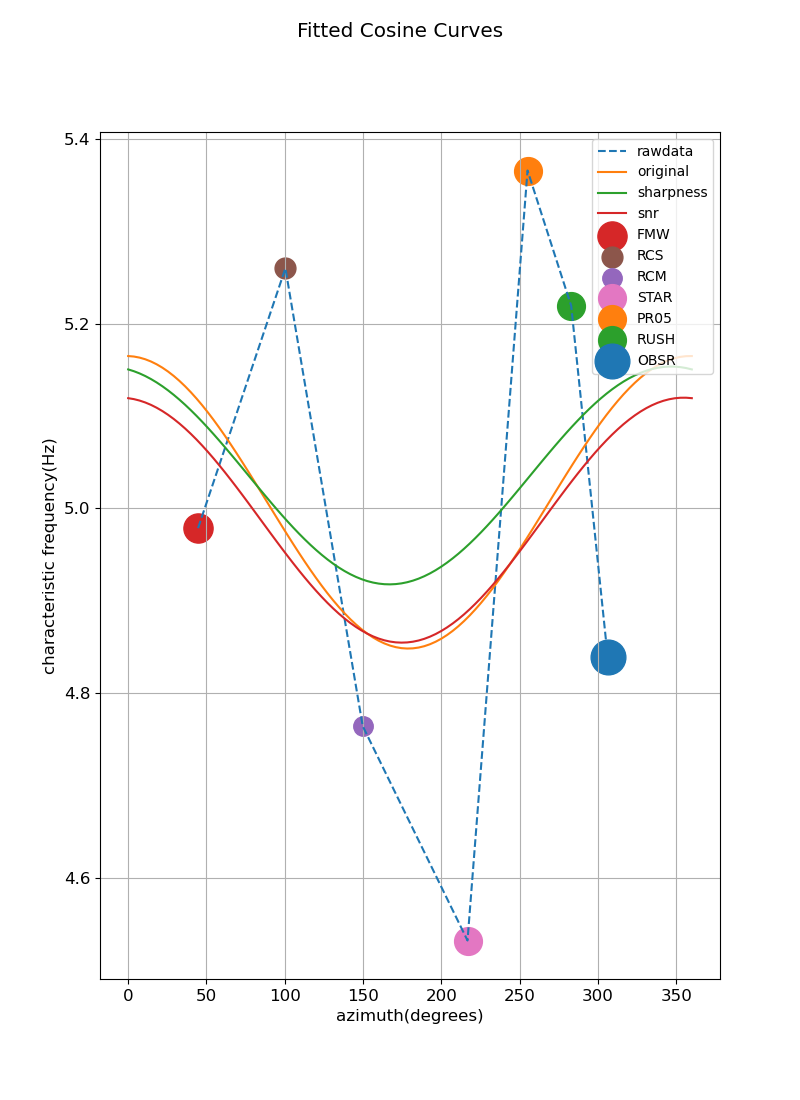 Fitted Cosine Curves
5.4
5.2
5.0
4.8
4.6
characteristic frequency(Hz)
rawdata
original
sharpness
snr
FMW
RCS
RCM
STAR
PR05
RUSH
OBSR
0 50 100 150 200 250 300 350
azimuth(degrees)